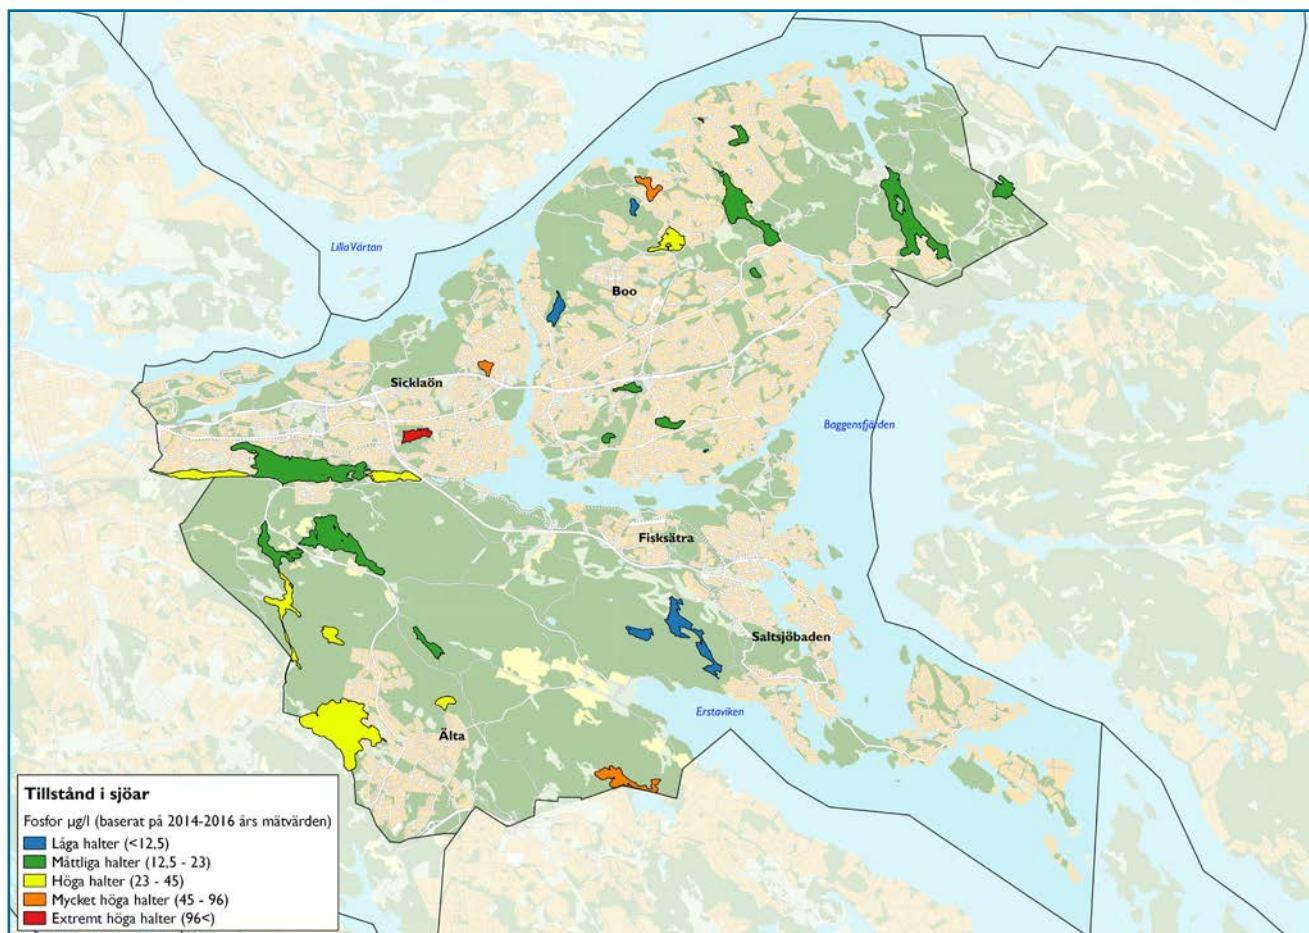 Lilla Värtan
Boo
Sicklaön
Baggensfjärden
Fisksätra
Saltsjöbaden
Erstaviken
Älta
Tillstånd i sjöar
Fosfor µg/l (baserat på 2014-2016 års mätvärden)
Låga halter (<12,5)
Måttliga halter (12,5 - 23)
Höga halter (23 - 45)
Mycket höga halter (45 - 96)
Extremt höga halter (96<)